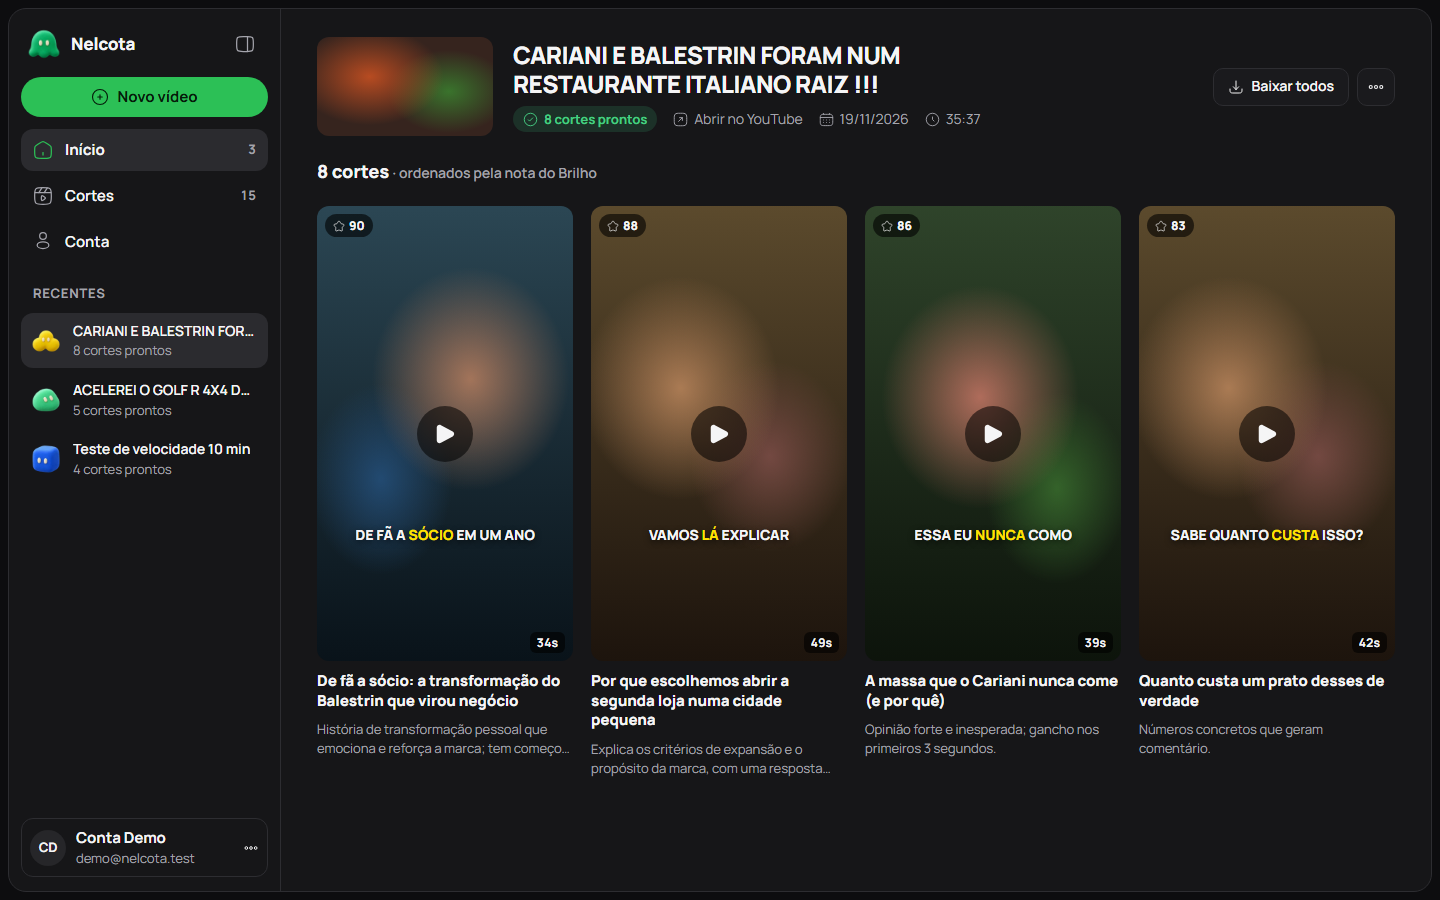 Nelcota
Novo vídeo
Início 3
Cortes 15
Conta
RECENTES
CARIANI E BALESTRIN FOR...
8 cortes prontos
ACELEREI O GOLF R 4X4 D...
5 cortes prontos
Teste de velocidade 10 min
4 cortes prontos
CD
Conta Demo
demo@nelcota.test
CARIANI E BALESTRIN FORAM NUM
RESTAURANTE ITALIANO RAIZ !!!
8 cortes prontos Abrir no YouTube 19/11/2026 35:37
Baixar todos
8 cortes · ordenados pela nota do Brilho
90
DE FÃ A SÓCIO EM UM ANO
34s
De fã a sócio: a transformação do
Balestrin que virou negócio
História de transformação pessoal que
emociona e reforça a marca; tem começo...
88
VAMOS LÁ EXPLICAR
49s
Por que escolhemos abrir a
segunda loja numa cidade
pequena
Explica os critérios de expansão e o
propósito da marca, com uma resposta...
86
ESSA EU NUNCA COMO
39s
A massa que o Cariani nunca come
(e por quê)
Opinião forte e inesperada; gancho nos
primeiros 3 segundos.
83
SABE QUANTO CUSTA ISSO?
42s
Quanto custa um prato desses de
verdade
Números concretos que geram
comentário.